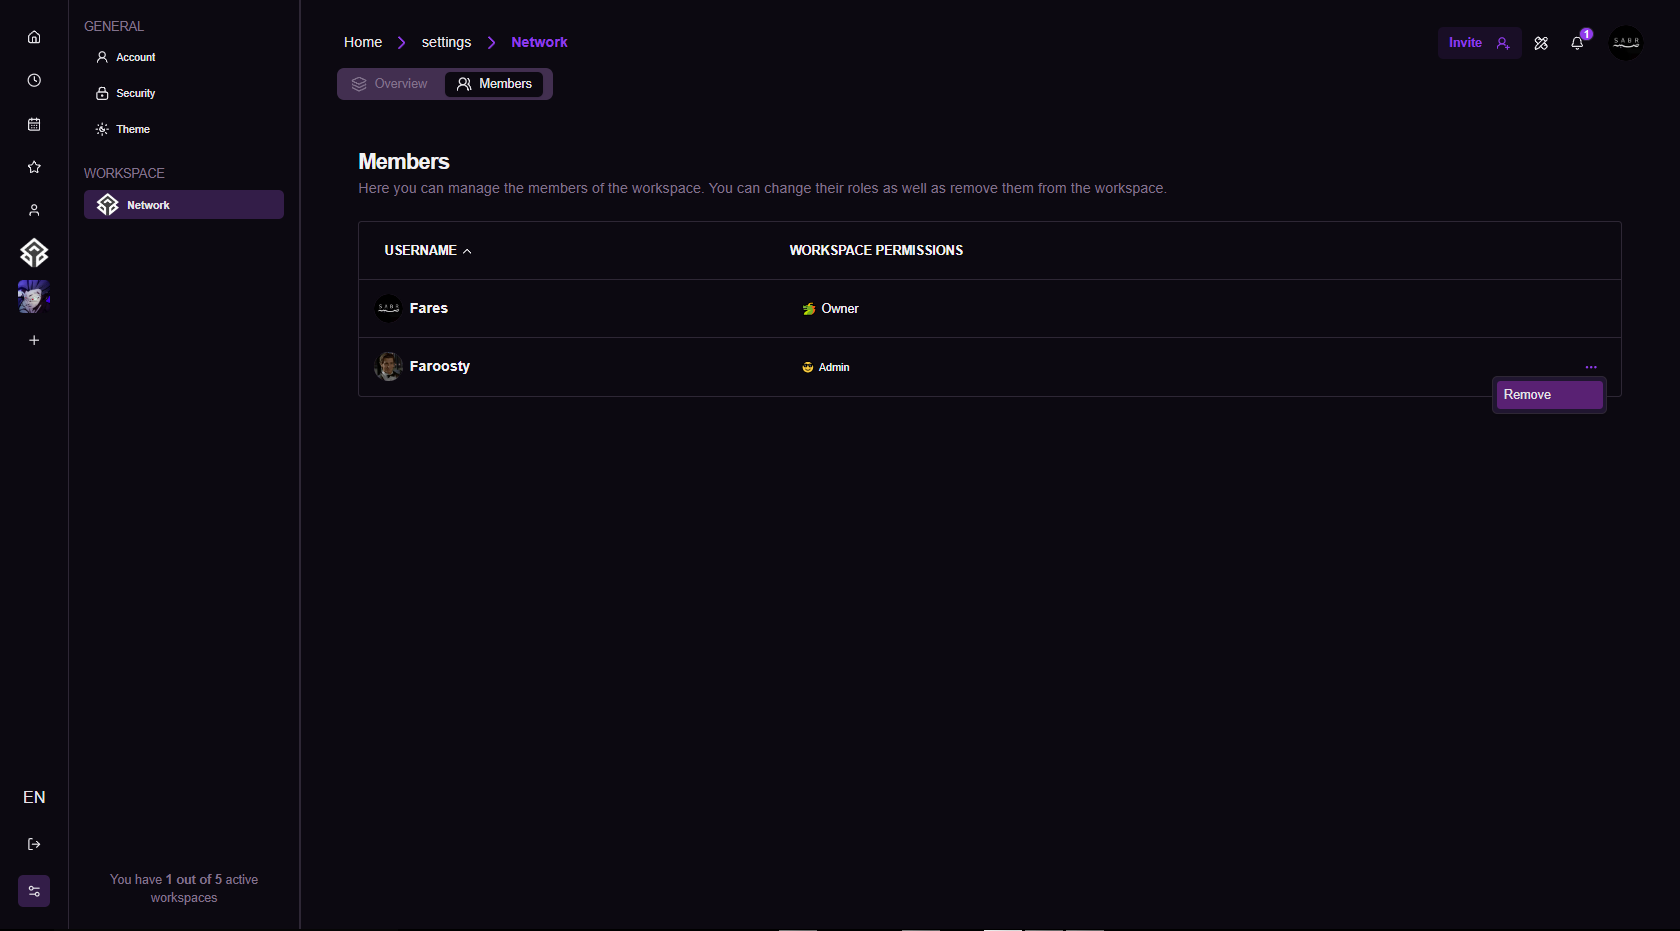 GENERAL
Account
Security
Theme
WORKSPACE
Network
EN
You have 1 out of 5 active
workspaces
Home settings Network
Invite
1
SABR
Overview Members
Members
Here you can manage the members of the workspace. You can change their roles as well as remove them from the workspace.
USERNAME WORKSPACE PERMISSIONS
SABR Fares Owner
Faroosty Admin
Remove